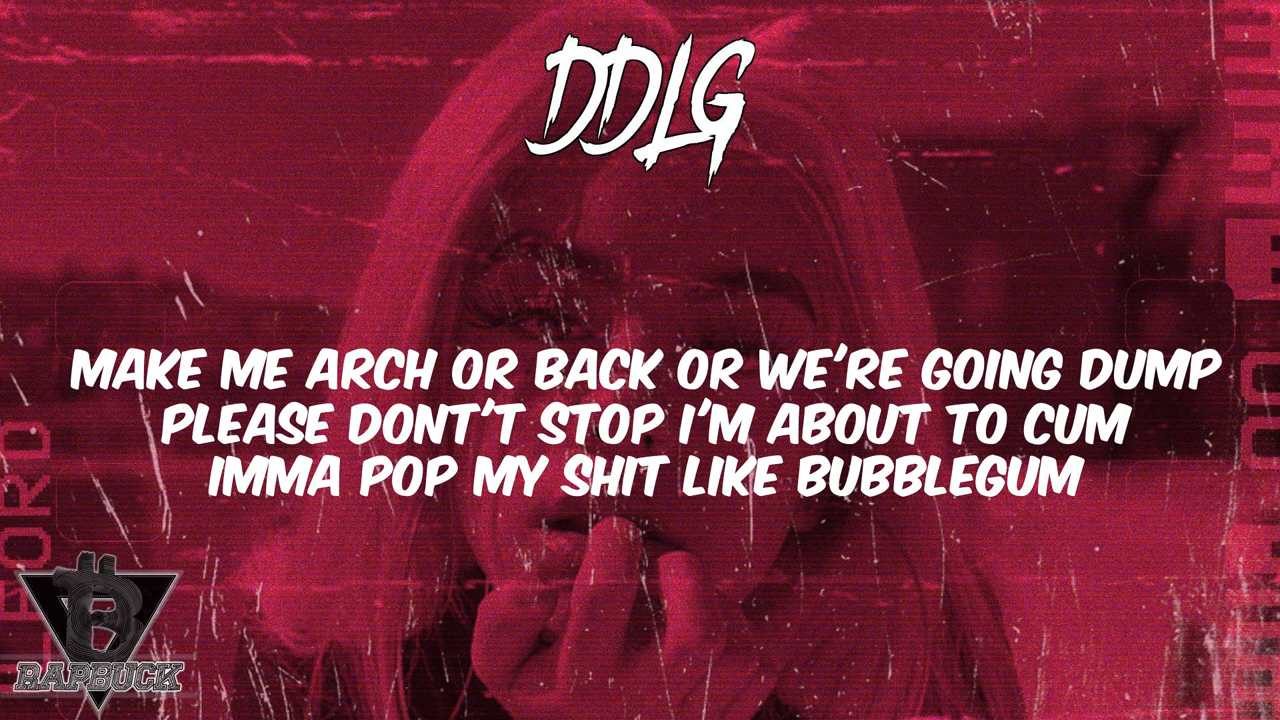 DDLG
MAKE ME ARCH OR BACK OR WE'RE GOING DUMP
PLEASE DONT'T STOP I'M ABOUT TO CUM
IMMA POP MY SHIT LIKE BUBBLEGUM
RAPBUCK